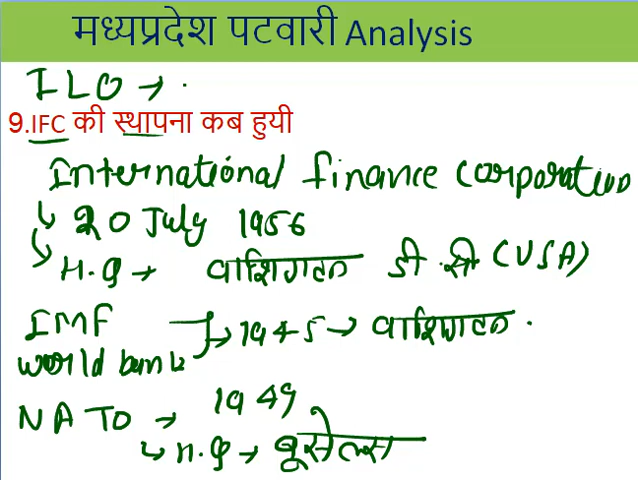 मध्यप्रदेश पटवारी Analysis
ILO →
9.IFC की स्थापना कब हुयी
International finance Corporation
↳ 20 July 1956
↳ H.Q → वाशिंगटन डी.सी (USA)
IMF
world bank → 1945 → वाशिंगटन .
NATO → 1949
↳ H.Q → ब्रूसेल्स